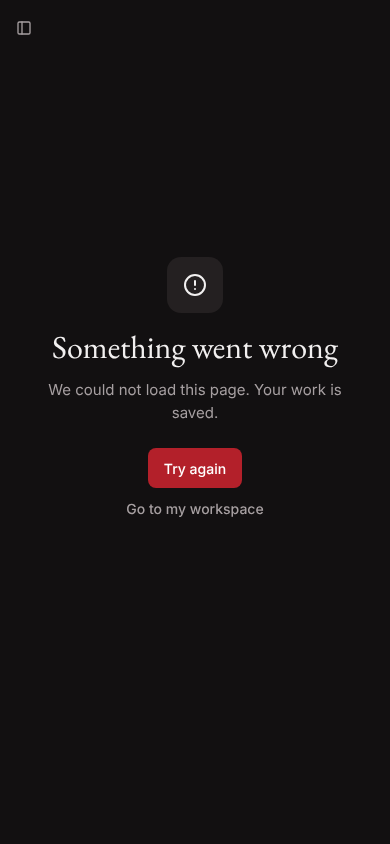 Something went wrong
We could not load this page. Your work is
saved.
Try again
Go to my workspace